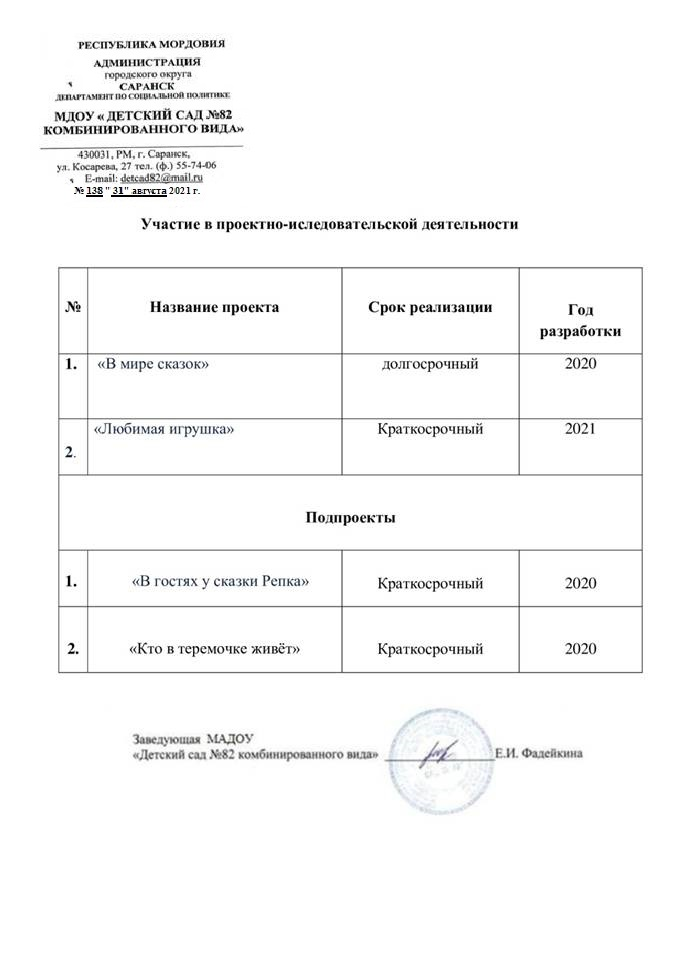 РЕСПУБЛИКА МОРДОВИЯ
АДМИНИСТРАЦИЯ
городского округа
САРАНСК
ДЕПАРТАМЕНТ ПО СОЦИАЛЬНОЙ ПОЛИТИКЕ
МДОУ « ДЕТСКИЙ САД №82
КОМБИНИРОВАННОГО ВИДА»
430031, РМ, г. Саранск,
ул. Косарева, 27 тел. (ф.) 55-74-06
E-mail: detcad82@mail.ru
№ 138 " 31" августа 2021 г.
Участие в проектно-иследовательской деятельности
№ Название проекта Срок реализации Год
разработки
1. «В мире сказок» долгосрочный 2020
2. «Любимая игрушка» Краткосрочный 2021
Подпроекты
1. «В гостях у сказки Репка» Краткосрочный 2020
2. «Кто в теремочке живёт» Краткосрочный 2020
Заведующая МАДОУ
«Детский сад №82 комбинированного вида» Е.И. Фадейкина